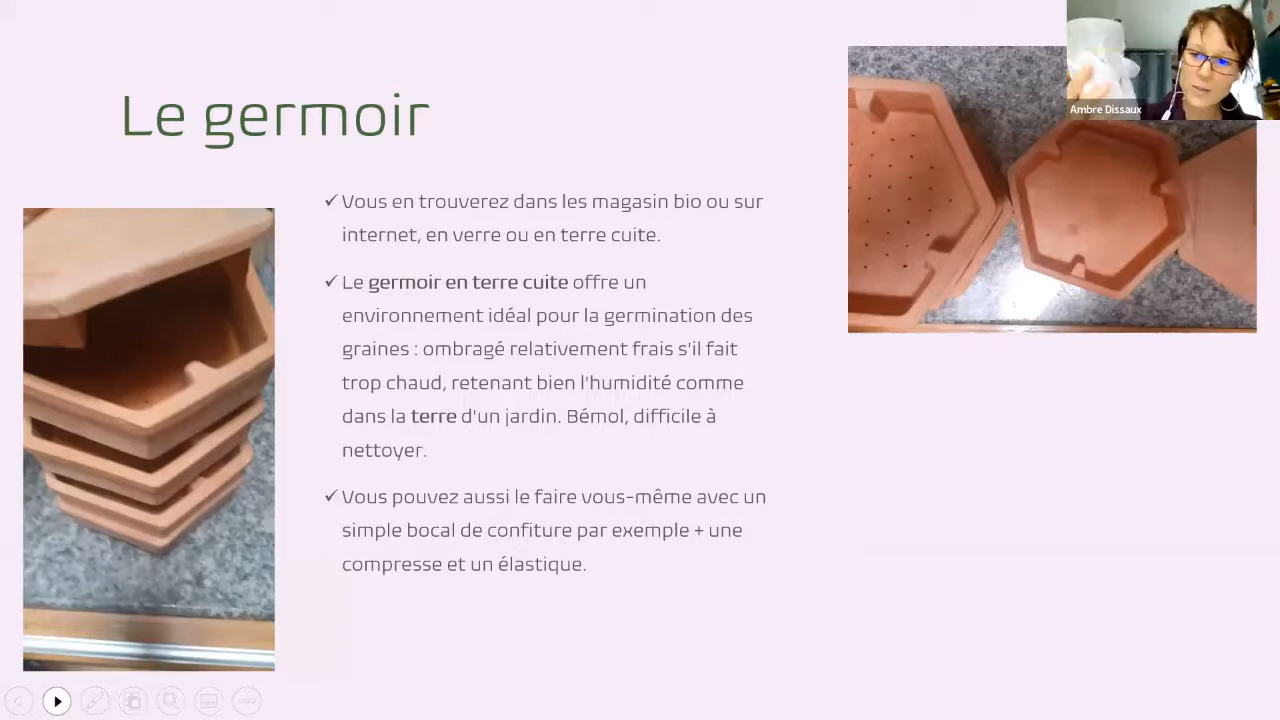 Le germoir
Ambre Dissaux
✓ Vous en trouverez dans les magasin bio ou sur
internet, en verre ou en terre cuite.
✓ Le germoir en terre cuite offre un
environnement idéal pour la germination des
graines : ombragé relativement frais s'il fait
trop chaud, retenant bien l'humidité comme
dans la terre d'un jardin. Bémol, difficile à
nettoyer.
✓ Vous pouvez aussi le faire vous-même avec un
simple bocal de confiture par exemple + une
compresse et un élastique.